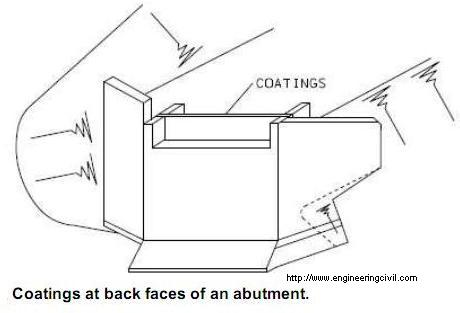 COATINGS
http://www.engineeringcivil.com
Coatings at back faces of an abutment.